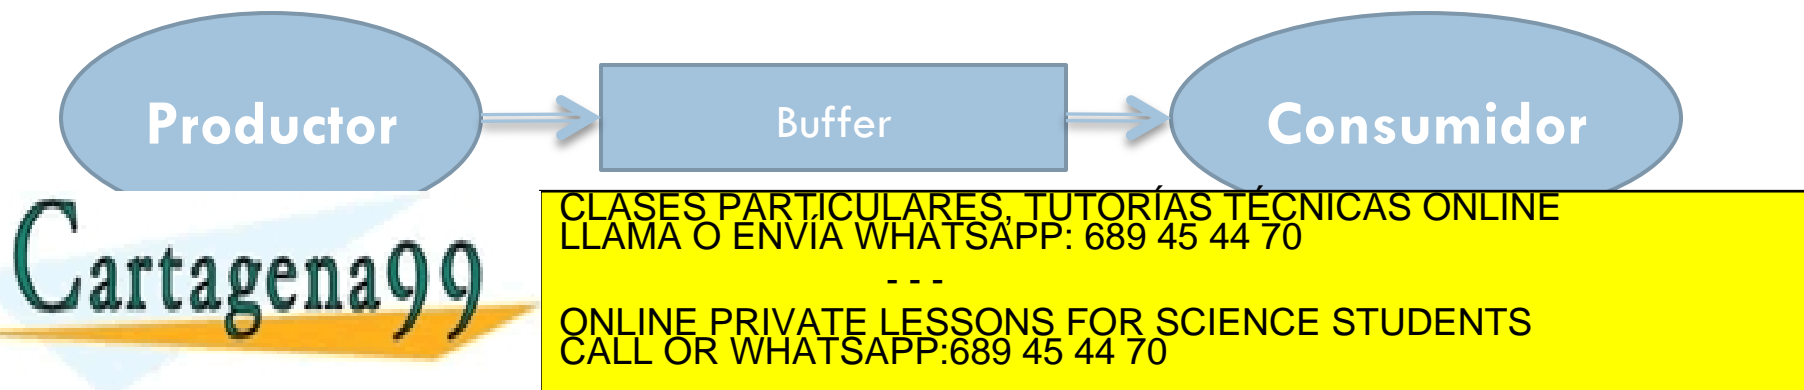 Productor
Buffer
Consumidor
Cartagena99
CLASES PARTICULARES, TUTORÍAS TÉCNICAS ONLINE
LLAMA O ENVÍA WHATSAPP: 689 45 44 70
- - -
ONLINE PRIVATE LESSONS FOR SCIENCE STUDENTS
CALL OR WHATSAPP:689 45 44 70